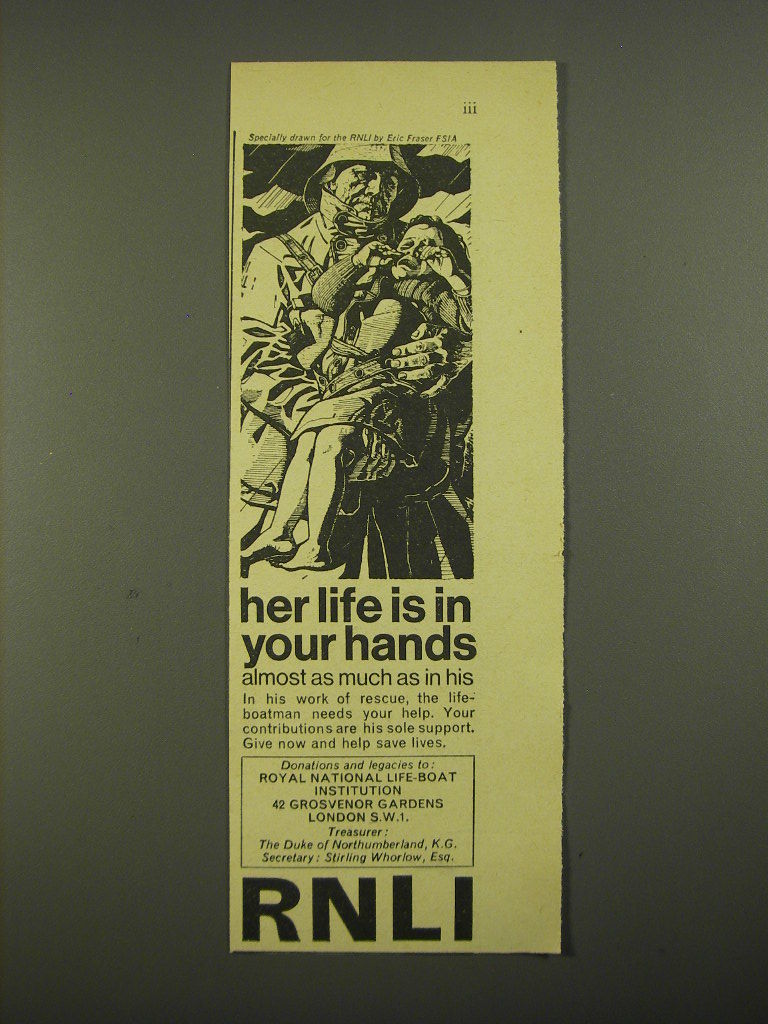 iii
Specially drawn for the RNLI by Eric Fraser FSIA
her life is in
your hands
almost as much as in his
In his work of rescue, the life-
boatman needs your help. Your
contributions are his sole support.
Give now and help save lives.
Donations and legacies to:
ROYAL NATIONAL LIFE-BOAT
INSTITUTION
42 GROSVENOR GARDENS
LONDON S.W.1.
Treasurer:
The Duke of Northumberland, K.G.
Secretary: Stirling Whorlow, Esq.
RNLI